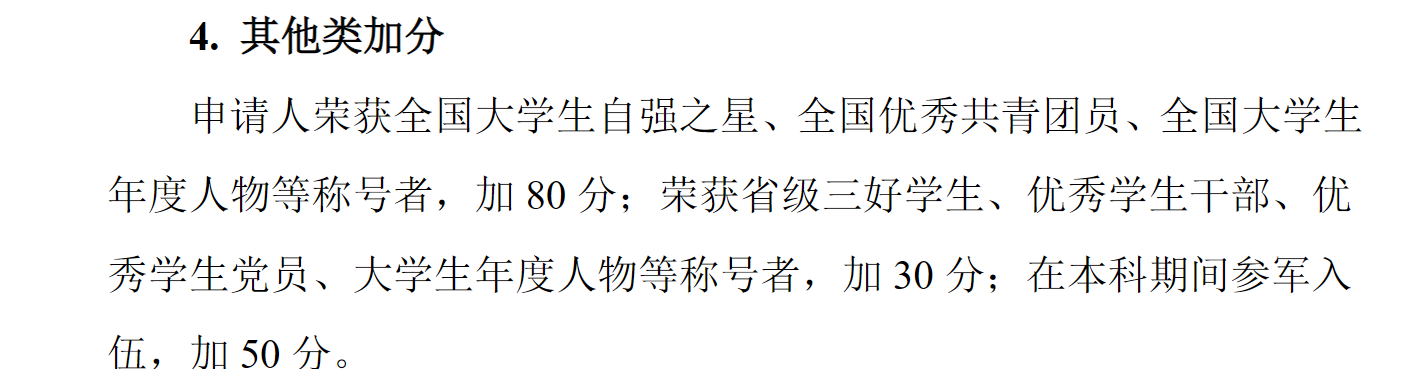 4. 其他类加分
申请人荣获全国大学生自强之星、全国优秀共青团员、全国大学生
年度人物等称号者，加 80 分；荣获省级三好学生、优秀学生干部、优
秀学生党员、大学生年度人物等称号者，加 30 分；在本科期间参军入
伍，加 50 分。